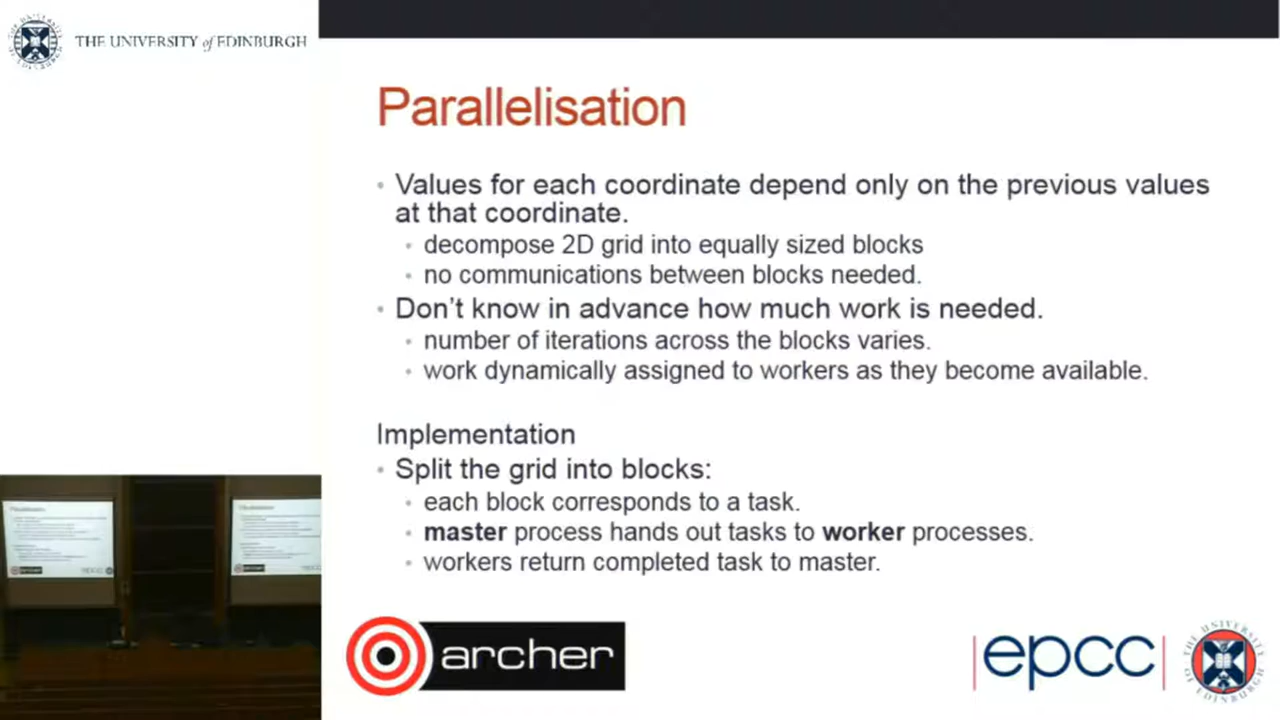 THE UNIVERSITY of EDINBURGH
Parallelisation
• Values for each coordinate depend only on the previous values
at that coordinate.
• decompose 2D grid into equally sized blocks
• no communications between blocks needed.
• Don't know in advance how much work is needed.
• number of iterations across the blocks varies.
• work dynamically assigned to workers as they become available.
Implementation
• Split the grid into blocks:
• each block corresponds to a task.
• master process hands out tasks to worker processes.
• workers return completed task to master.
archer
|epcc|
THE UNIVERSITY OF EDINBURGH